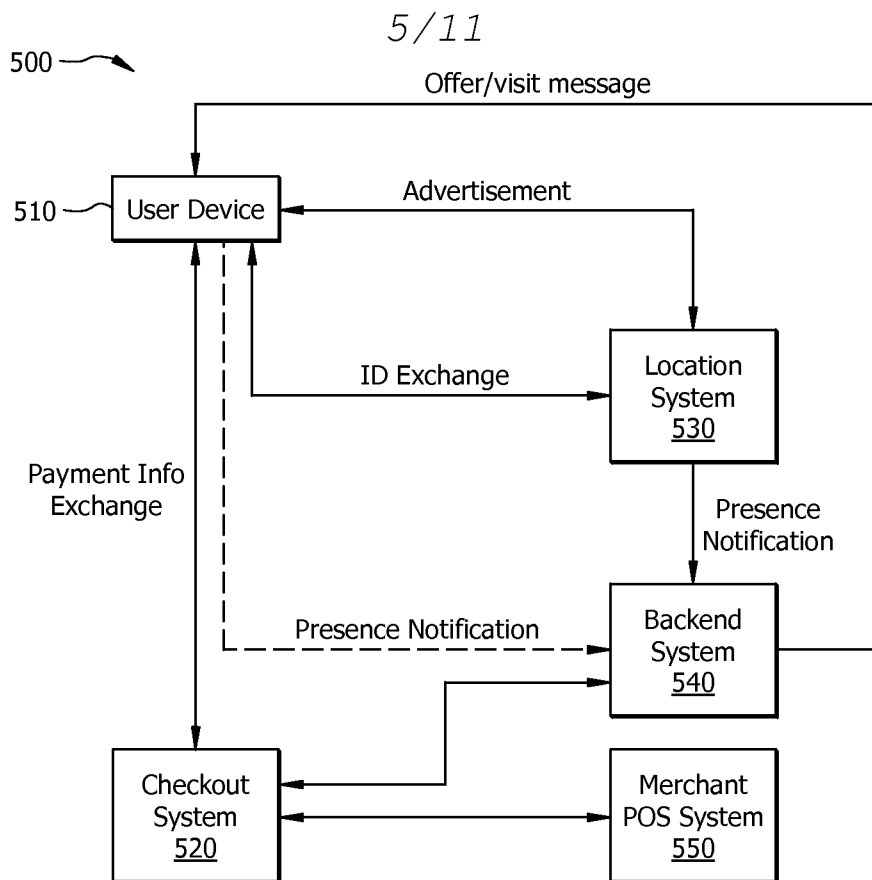 5/11
500
Offer/visit message
510
User Device
Advertisement
Location
System
530
ID Exchange
Payment Info
Exchange
Presence
Notification
Presence Notification
Backend
System
540
Checkout
System
520
Merchant
POS System
550